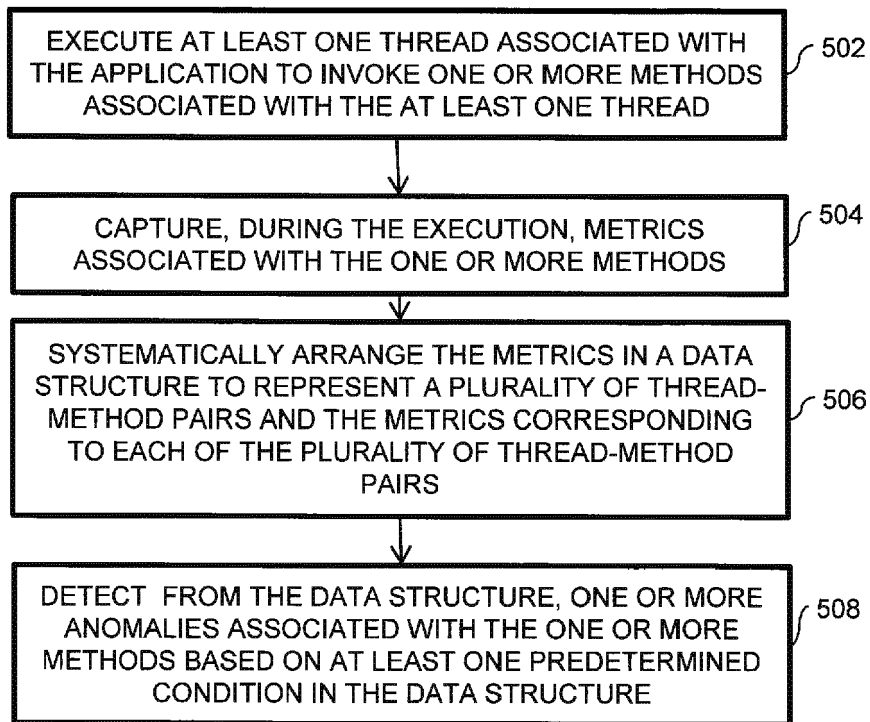 EXECUTE AT LEAST ONE THREAD ASSOCIATED WITH
THE APPLICATION TO INVOKE ONE OR MORE METHODS
ASSOCIATED WITH THE AT LEAST ONE THREAD
502
CAPTURE, DURING THE EXECUTION, METRICS
ASSOCIATED WITH THE ONE OR MORE METHODS
504
SYSTEMATICALLY ARRANGE THE METRICS IN A DATA
STRUCTURE TO REPRESENT A PLURALITY OF THREAD-
METHOD PAIRS AND THE METRICS CORRESPONDING
TO EACH OF THE PLURALITY OF THREAD-METHOD
PAIRS
506
DETECT FROM THE DATA STRUCTURE, ONE OR MORE
ANOMALIES ASSOCIATED WITH THE ONE OR MORE
METHODS BASED ON AT LEAST ONE PREDETERMINED
CONDITION IN THE DATA STRUCTURE
508